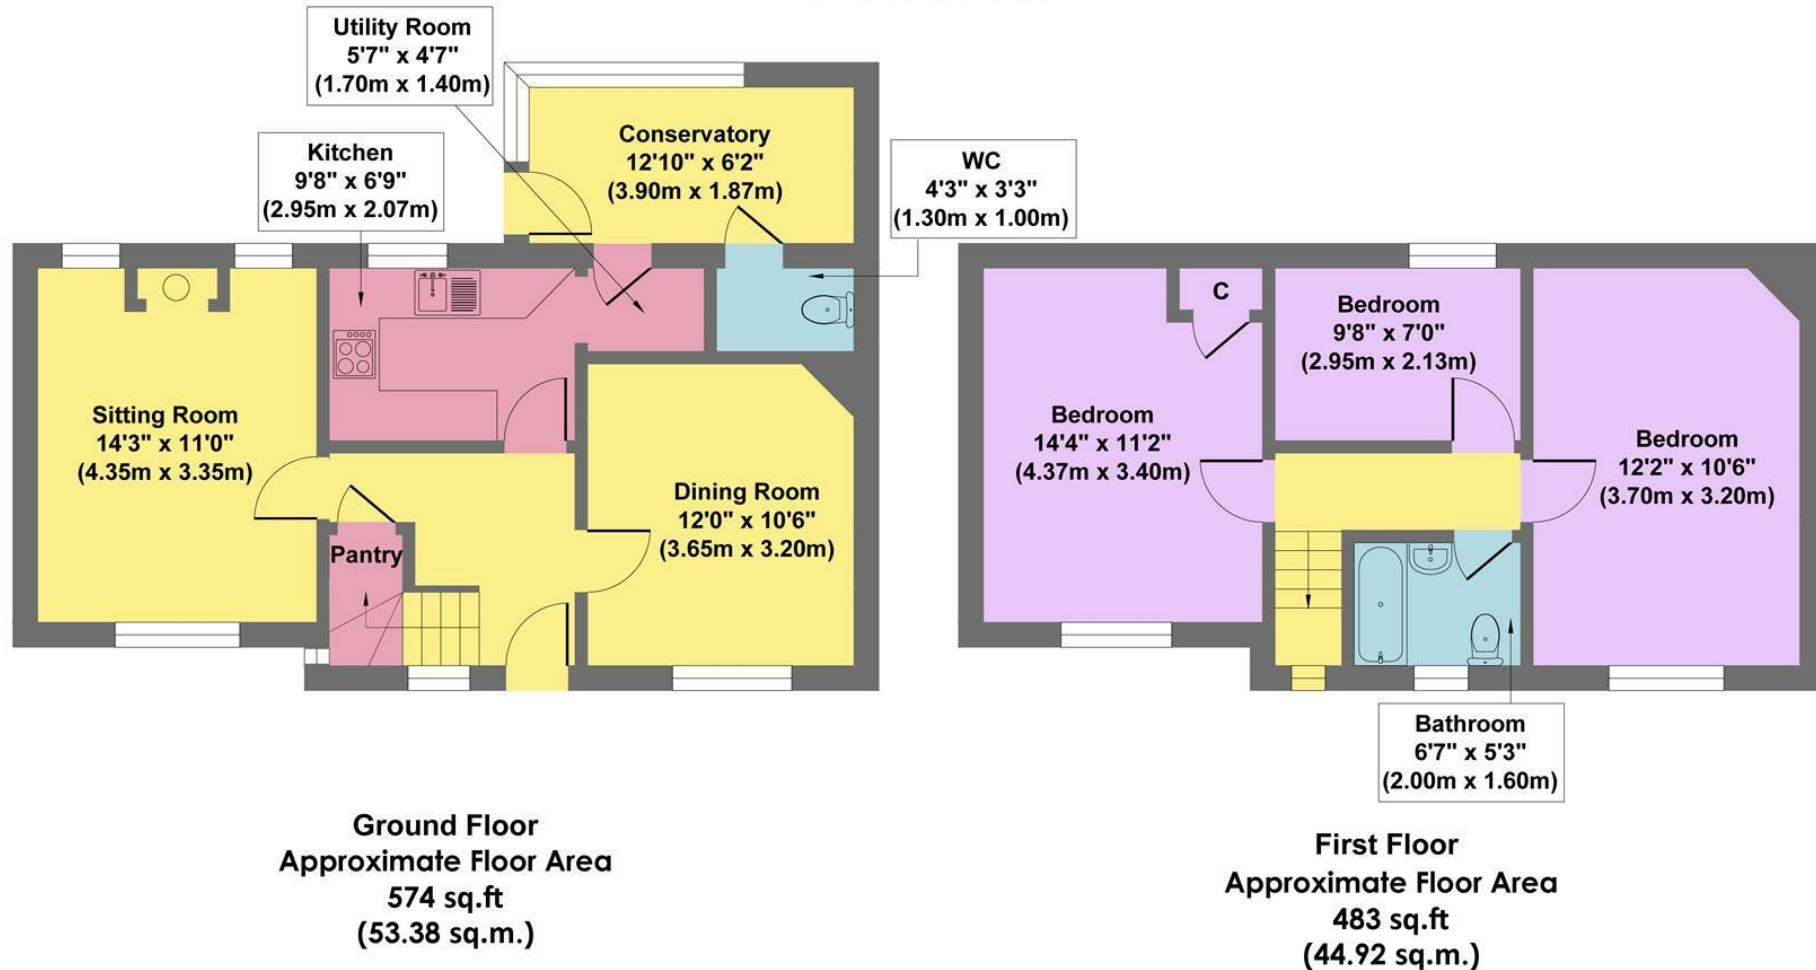 Utility Room
5'7" x 4'7"
(1.70m x 1.40m)
Kitchen
9'8" x 6'9"
(2.95m x 2.07m)
Conservatory
12'10" x 6'2"
(3.90m x 1.87m)
WC
4'3" x 3'3"
(1.30m x 1.00m)
Sitting Room
14'3" x 11'0"
(4.35m x 3.35m)
Dining Room
12'0" x 10'6"
(3.65m x 3.20m)
Pantry
Ground Floor
Approximate Floor Area
574 sq.ft
(53.38 sq.m.)
C
Bedroom
9'8" x 7'0"
(2.95m x 2.13m)
Bedroom
14'4" x 11'2"
(4.37m x 3.40m)
Bedroom
12'2" x 10'6"
(3.70m x 3.20m)
Bathroom
6'7" x 5'3"
(2.00m x 1.60m)
First Floor
Approximate Floor Area
483 sq.ft
(44.92 sq.m.)